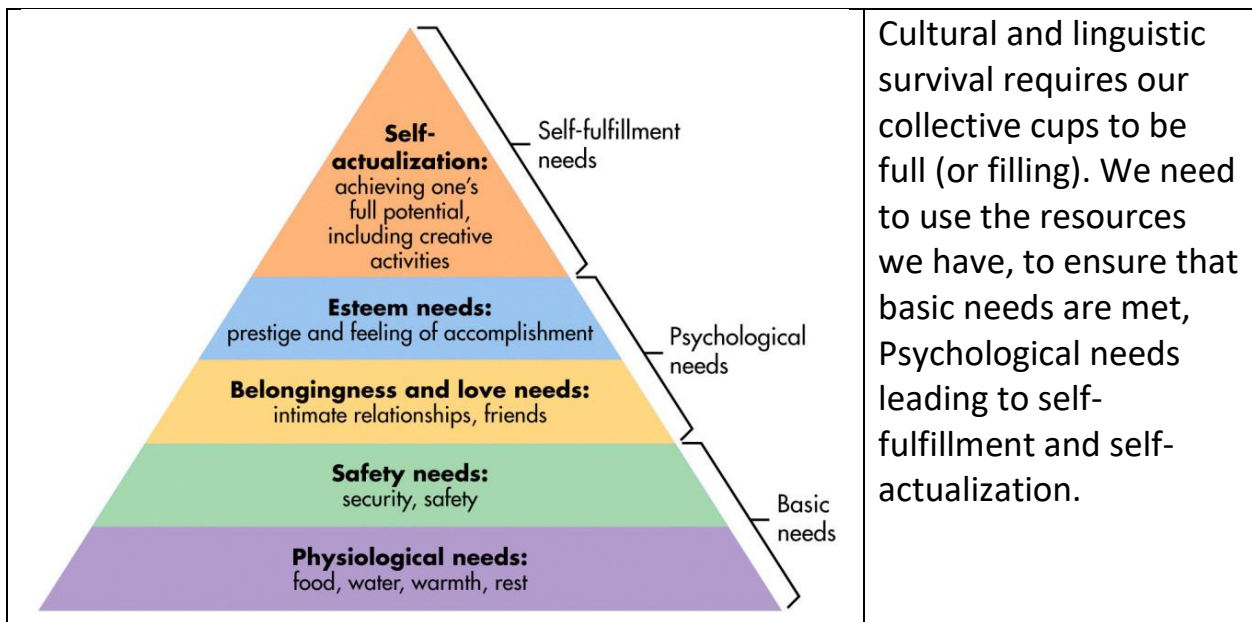 Self-
actualization:
achieving one's
full potential,
including creative
activities
Esteem needs:
prestige and feeling of accomplishment
Belongingness and love needs:
intimate relationships, friends
Safety needs:
security, safety
Physiological needs:
food, water, warmth, rest
Self-fulfillment
needs
Psychological
needs
Basic
needs
Cultural and linguistic
survival requires our
collective cups to be
full (or filling). We need
to use the resources
we have, to ensure that
basic needs are met,
Psychological needs
leading to self-
fulfillment and self-
actualization.